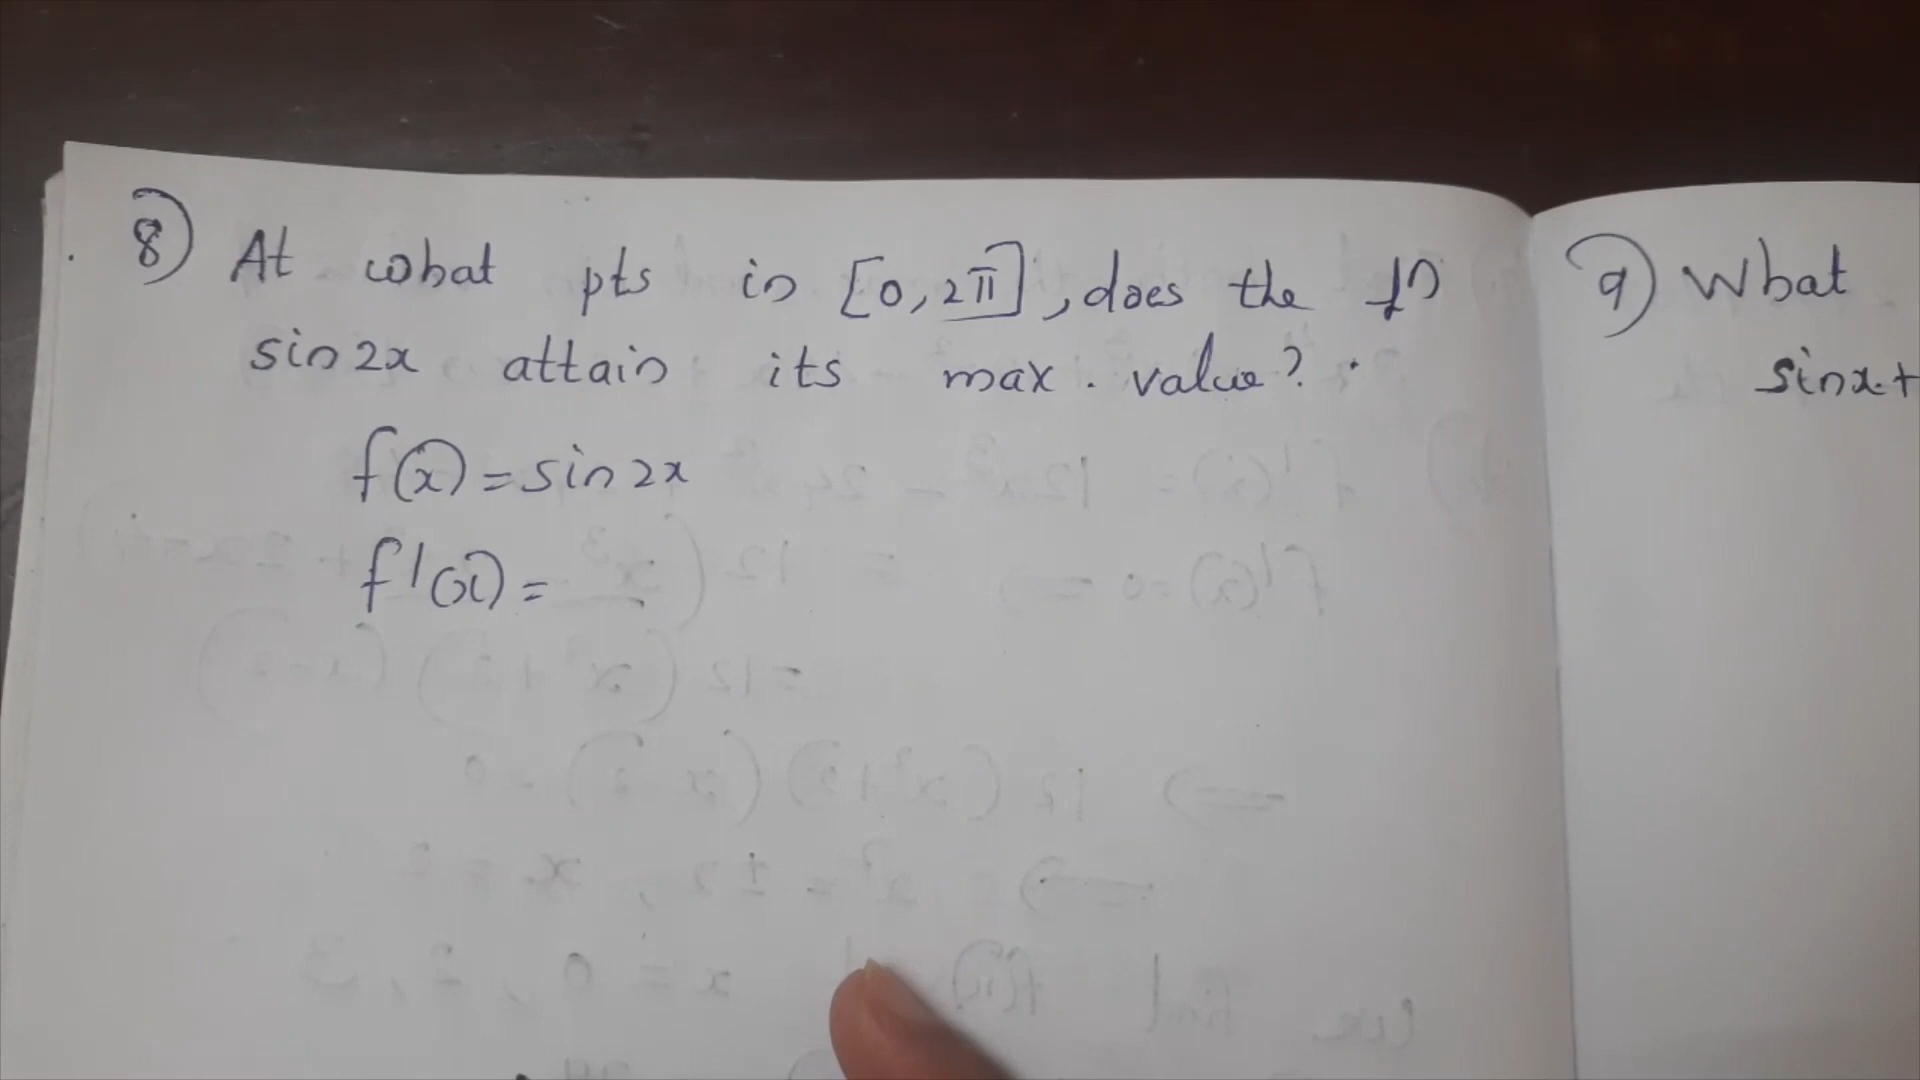 8) At what pts in [0, 2π], does the fn
sin 2x attain its max. value?
f(x) = sin 2x
f'(x) =
9) What
sinx+